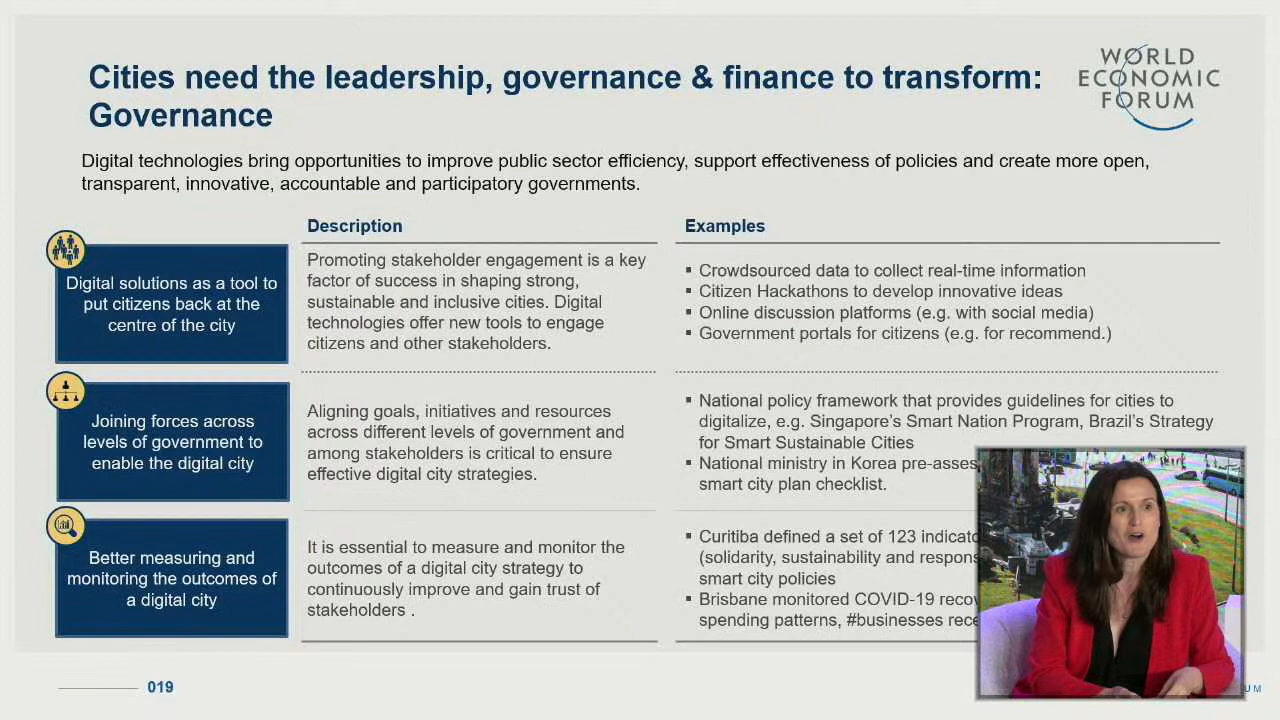 Cities need the leadership, governance & finance to transform:
Governance
WORLD
ECONOMIC
FORUM
Digital technologies bring opportunities to improve public sector efficiency, support effectiveness of policies and create more open,
transparent, innovative, accountable and participatory governments.
Description
Examples
Digital solutions as a tool to
put citizens back at the
centre of the city
Promoting stakeholder engagement is a key
factor of success in shaping strong,
sustainable and inclusive cities. Digital
technologies offer new tools to engage
citizens and other stakeholders.
▪ Crowdsourced data to collect real-time information
▪ Citizen Hackathons to develop innovative ideas
▪ Online discussion platforms (e.g. with social media)
▪ Government portals for citizens (e.g. for recommend.)
Joining forces across
levels of government to
enable the digital city
Aligning goals, initiatives and resources
across different levels of government and
among stakeholders is critical to ensure
effective digital city strategies.
▪ National policy framework that provides guidelines for cities to
digitalize, e.g. Singapore's Smart Nation Program, Brazil's Strategy
for Smart Sustainable Cities
▪ National ministry in Korea
smart city plan checklist.
Better measuring and
monitoring the outcomes of
a digital city
It is essential to measure and monitor the
outcomes of a digital city strategy to
continuously improve and gain trust of
stakeholders .
▪ Curitiba defined a set of 123
(solidarity, sustainability and
smart city policies
▪ Brisbane monitored COVID-19
spending patterns, #businesses
019